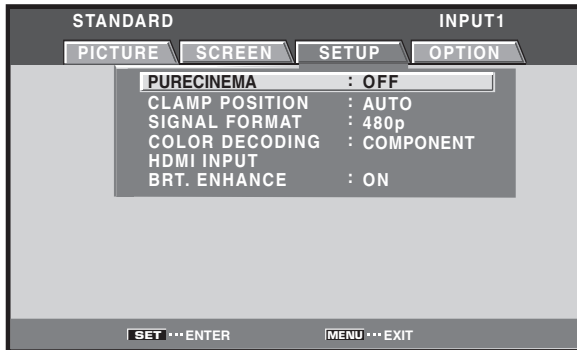 STANDARD INPUT1
PICTURE SCREEN SETUP OPTION
PURECINEMA : OFF
CLAMP POSITION : AUTO
SIGNAL FORMAT : 480p
COLOR DECODING : COMPONENT
HDMI INPUT
BRT. ENHANCE : ON
SET ··· ENTER MENU ··· EXIT